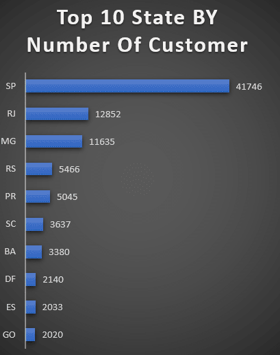 Top 10 State BY
Number Of Customer
SP 41746
RJ 12852
MG 11635
RS 5466
PR 5045
SC 3637
BA 3380
DF 2140
ES 2033
GO 2020